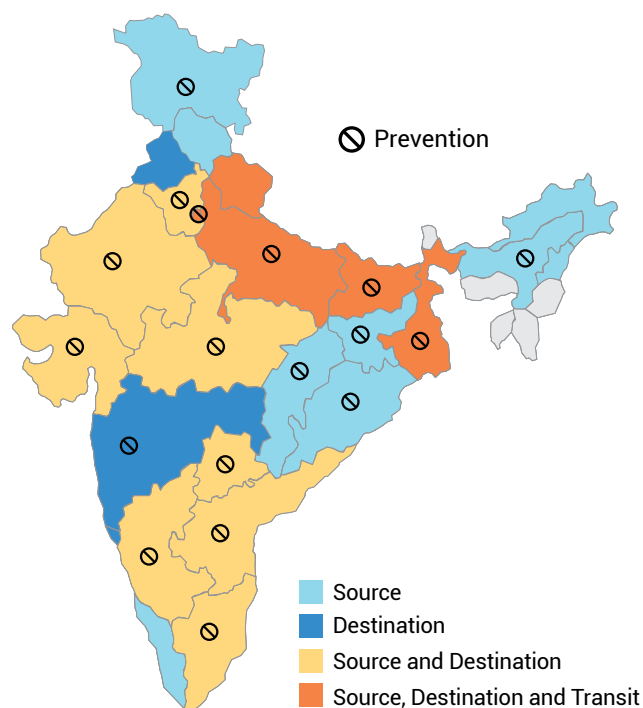 Prevention
Source
Destination
Source and Destination
Source, Destination and Transit